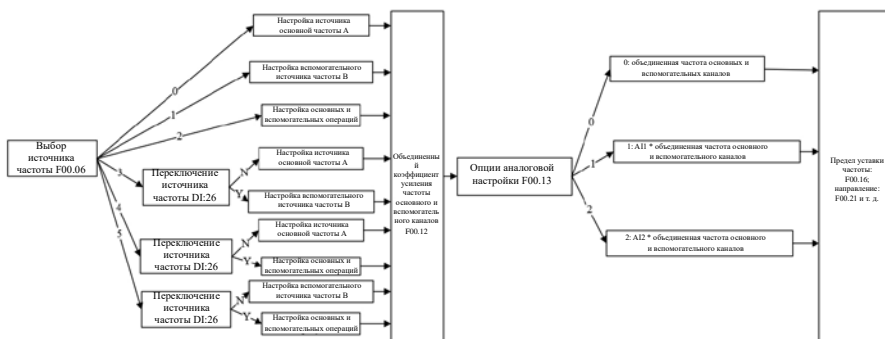 Выбор
источника
частоты F00.06
0
1
2
3
4
5
Настройка источника
основной частоты A
Настройка вспомогательного
источника частоты B
Настройка основных и
вспомогательных операций
Переключение
источника
частоты DI:26
N
Y
Настройка источника
основной частоты A
Настройка вспомогательного
источника частоты B
Переключение
источника
частоты DI:26
N
Y
Настройка источника
основной частоты A
Настройка основных и
вспомогательных операций
Переключение
источника
частоты DI:26
N
Y
Настройка вспомогательного
источника частоты B
Настройка основных и
вспомогательных операций
Объединенны
й
коэффициент
усиления
частоты
основного и
вспомогатель
ного каналов
F00.12
Опции аналоговой
настройки F00.13
0
1
2
0: объединенная частота основных и
вспомогательных каналов
1: AI1 * объединенная частота основного
и вспомогательного каналов
2: AI2 * объединенная частота основного
и вспомогательного каналов
Предел уставки
частоты:
F00.16;
направление:
F00.21 и т. д.